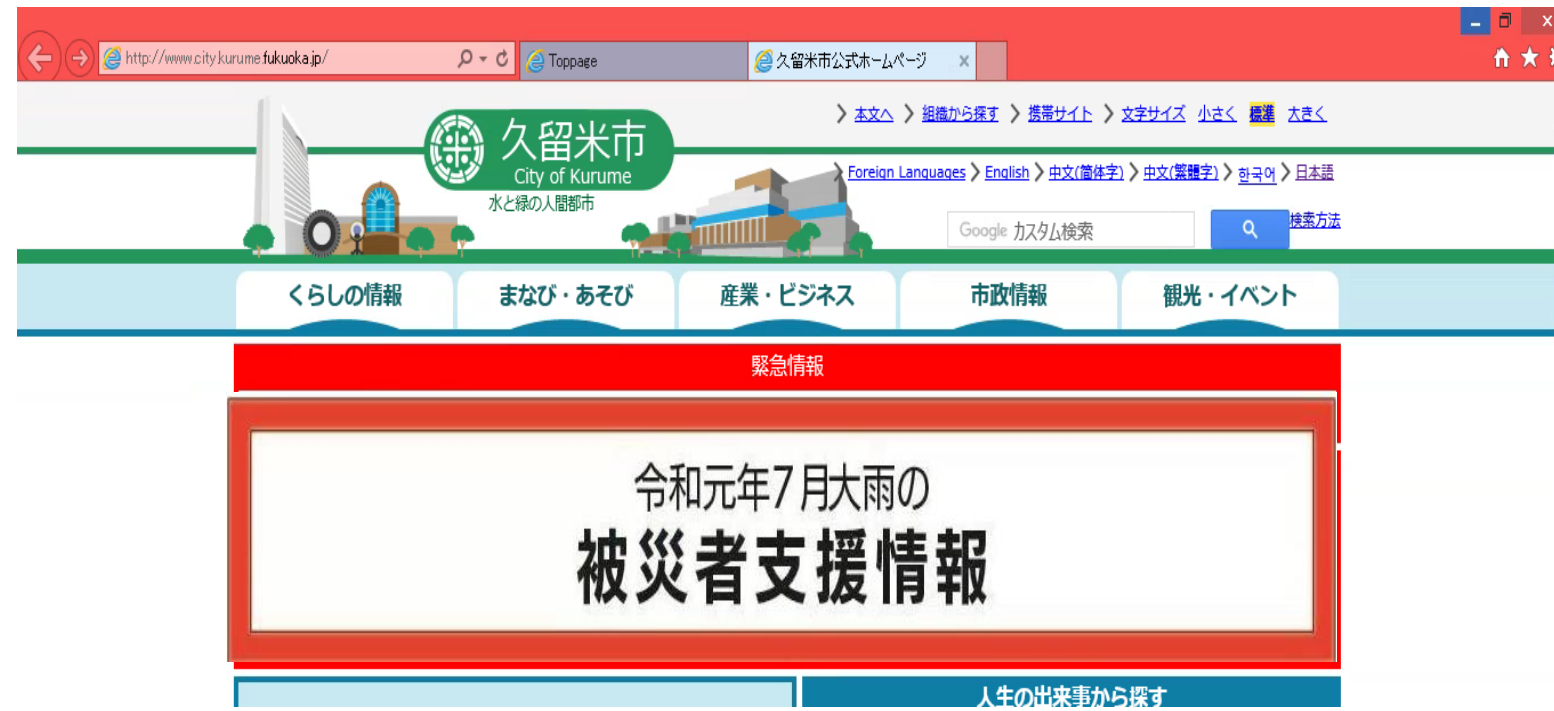 http://www.city.kurume.fukuoka.jp/
Toppage
久留米市公式ホームページ
本文へ 組織から探す 携帯サイト 文字サイズ 小さく 標準 大きく
久留米市
City of Kurume
水と緑の人間都市
Foreign Languages English 中文(简体字) 中文(繁體字) 한국어 日本語
Google カスタム検索
検索方法
くらしの情報 まなび・あそび 産業・ビジネス 市政情報 観光・イベント
緊急情報
令和元年7月大雨の
被災者支援情報
人生の出来事から探す